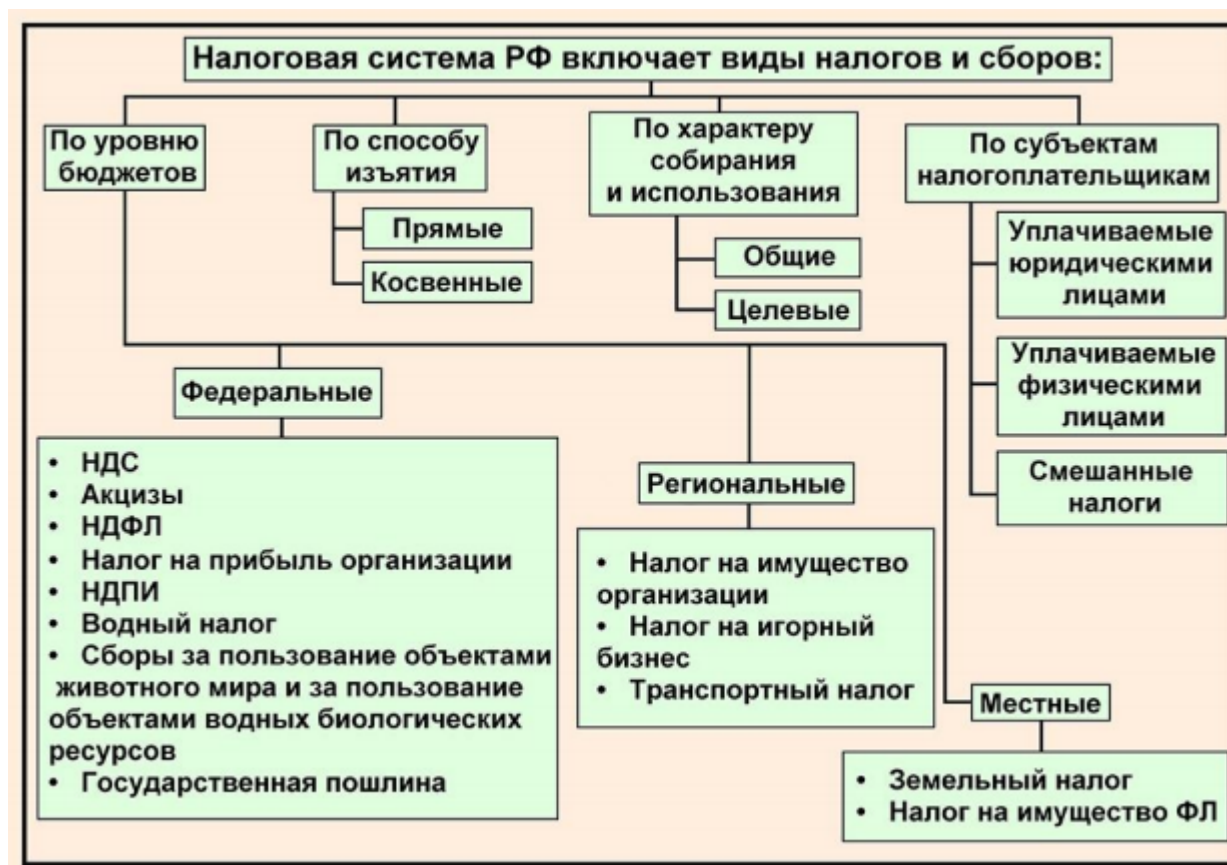 Налоговая система РФ включает виды налогов и сборов:
По уровню
бюджетов
По способу
изъятия
Прямые
Косвенные
По характеру
собирания
и использования
Общие
Целевые
По субъектам
налогоплательщикам
Уплачиваемые
юридическими
лицами
Уплачиваемые
физическими
лицами
Смешанные
налоги
Федеральные
• НДС
• Акцизы
• НДФЛ
• Налог на прибыль организации
• НДПИ
• Водный налог
• Сборы за пользование объектами
животного мира и за пользование
объектами водных биологических
ресурсов
• Государственная пошлина
Региональные
• Налог на имущество
организации
• Налог на игорный
бизнес
• Транспортный налог
Местные
• Земельный налог
• Налог на имущество ФЛ